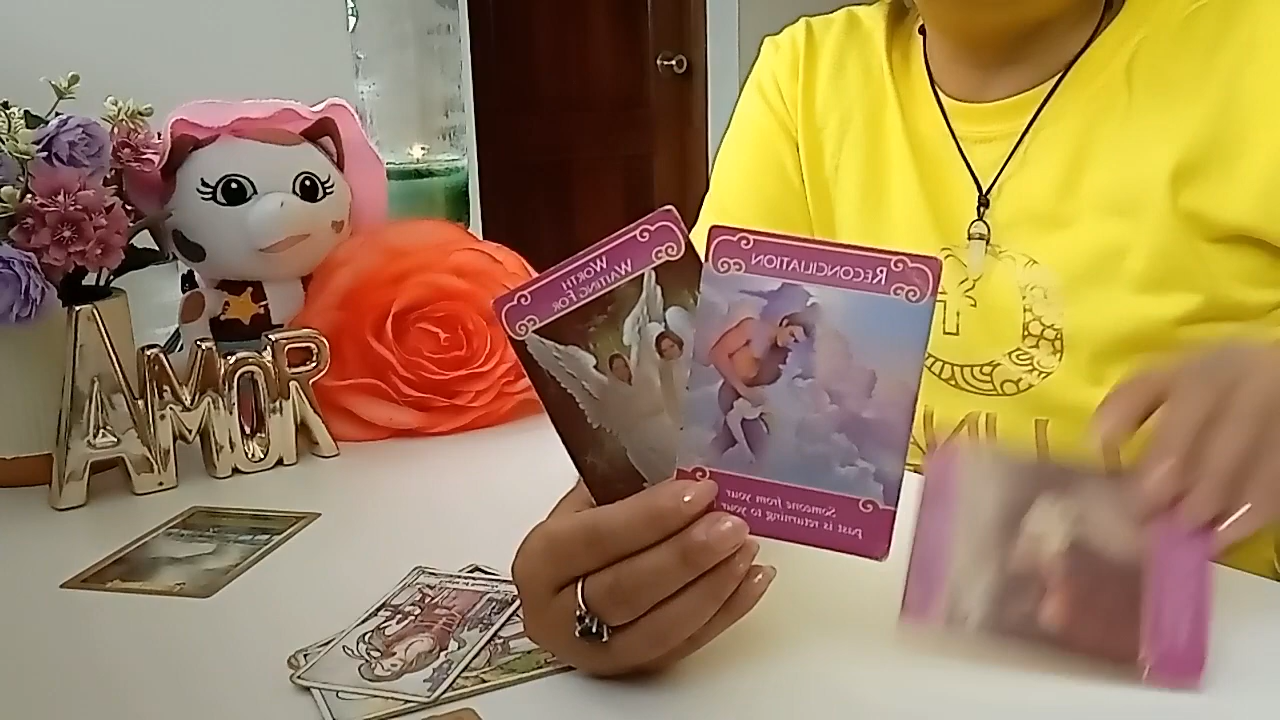 AMOR
WORTH
WAITING FOR
RECONCILIATION
Someone from your
past is returning to your